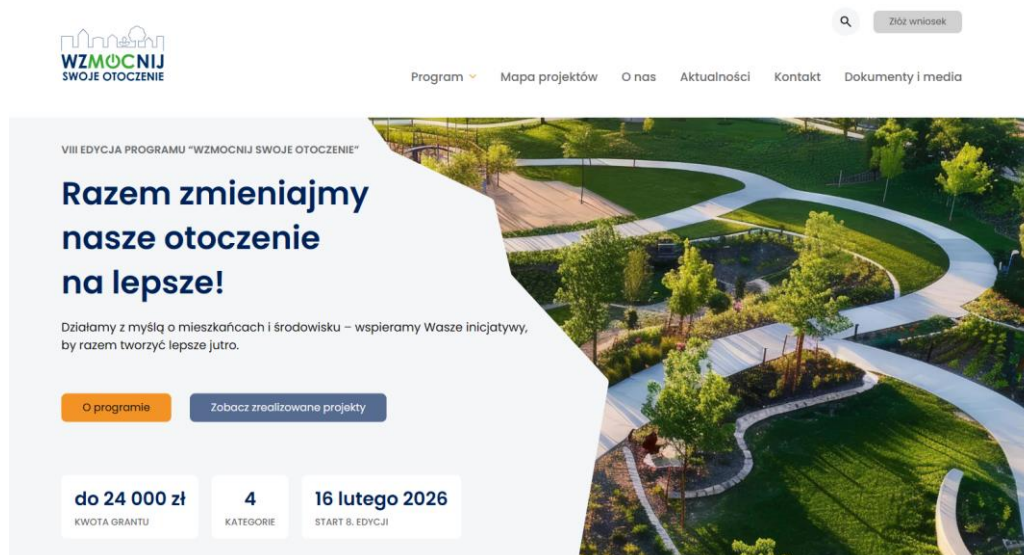 WZMOCNIJ
SWOJE OTOCZENIE
Złóż wniosek
Program
Mapa projektów
O nas
Aktualności
Kontakt
Dokumenty i media
VIII EDYCJA PROGRAMU “WZMOCNIJ SWOJE OTOCZENIE”
Razem zmieniajmy
nasze otoczenie
na lepsze!
Działamy z myślą o mieszkańcach i środowisku – wspieramy Wasze inicjatywy,
by razem tworzyć lepsze jutro.
O programie
Zobacz zrealizowane projekty
do 24 000 zł
KWOTA GRANTU
4
KATEGORIE
16 lutego 2026
START 8. EDYCJI